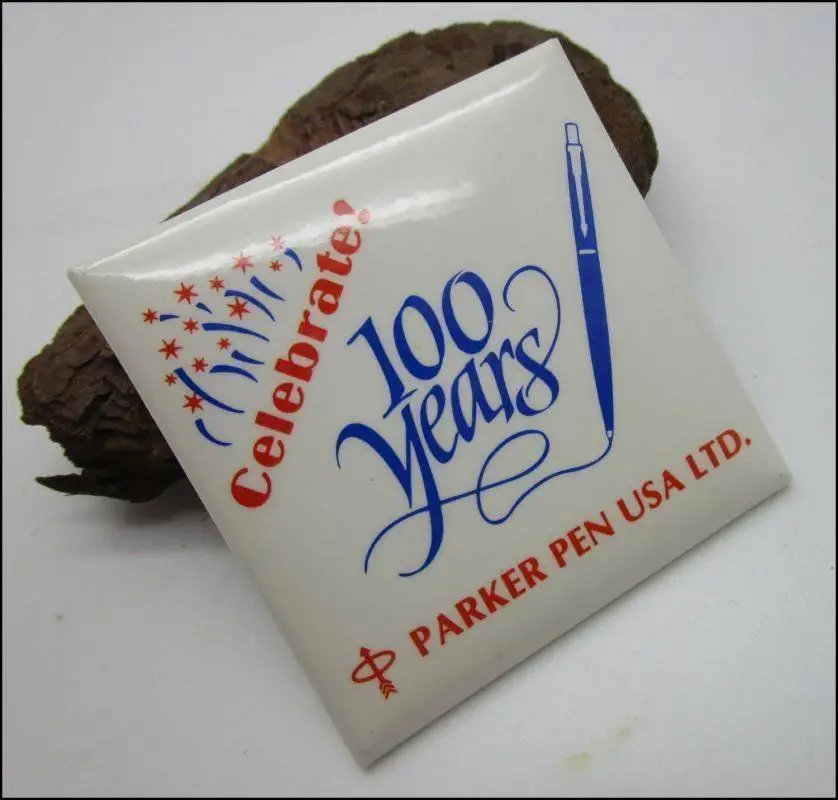 Celebrate!
100
Years
PARKER PEN USA LTD.